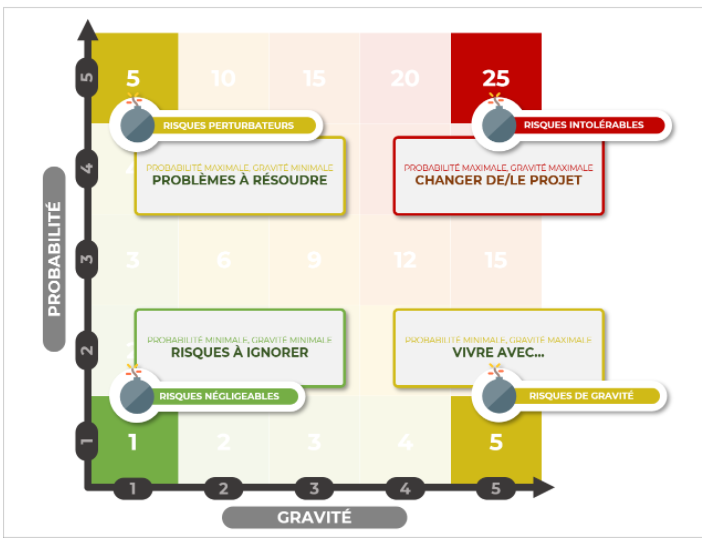 5
5
10
15
20
25
RISQUES PERTURBATEURS
RISQUES INTOLÉRABLES
4
PROBABILITÉ MAXIMALE, GRAVITÉ MINIMALE
PROBLÈMES À RÉSOUDRE
PROBABILITÉ MAXIMALE, GRAVITÉ MAXIMALE
CHANGER DE/LE PROJET
PROBABILITÉ
3
3
6
9
12
15
2
PROBABILITÉ MINIMALE, GRAVITÉ MINIMALE
RISQUES À IGNORER
PROBABILITÉ MINIMALE, GRAVITÉ MAXIMALE
VIVRE AVEC...
RISQUES NÉGLIGEABLES
RISQUES DE GRAVITÉ
1
1
2
3
4
5
1
2
3
4
5
GRAVITÉ